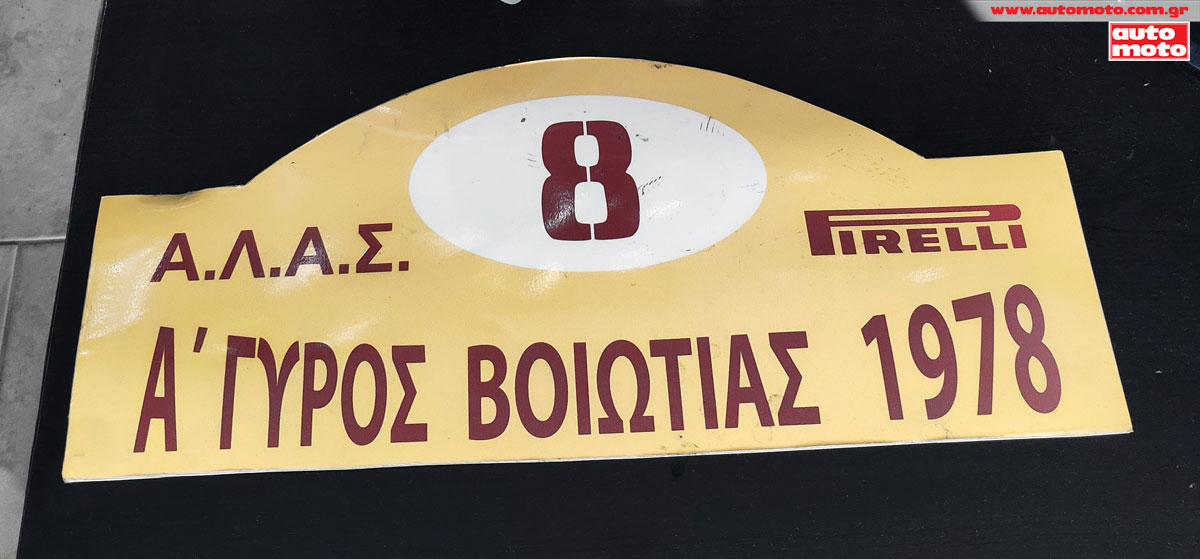 www.automoto.com.gr
auto
moto
8
Α.Λ.Α.Σ.
PIRELLI
Α΄ ΓΥΡΟΣ ΒΟΙΩΤΙΑΣ 1978